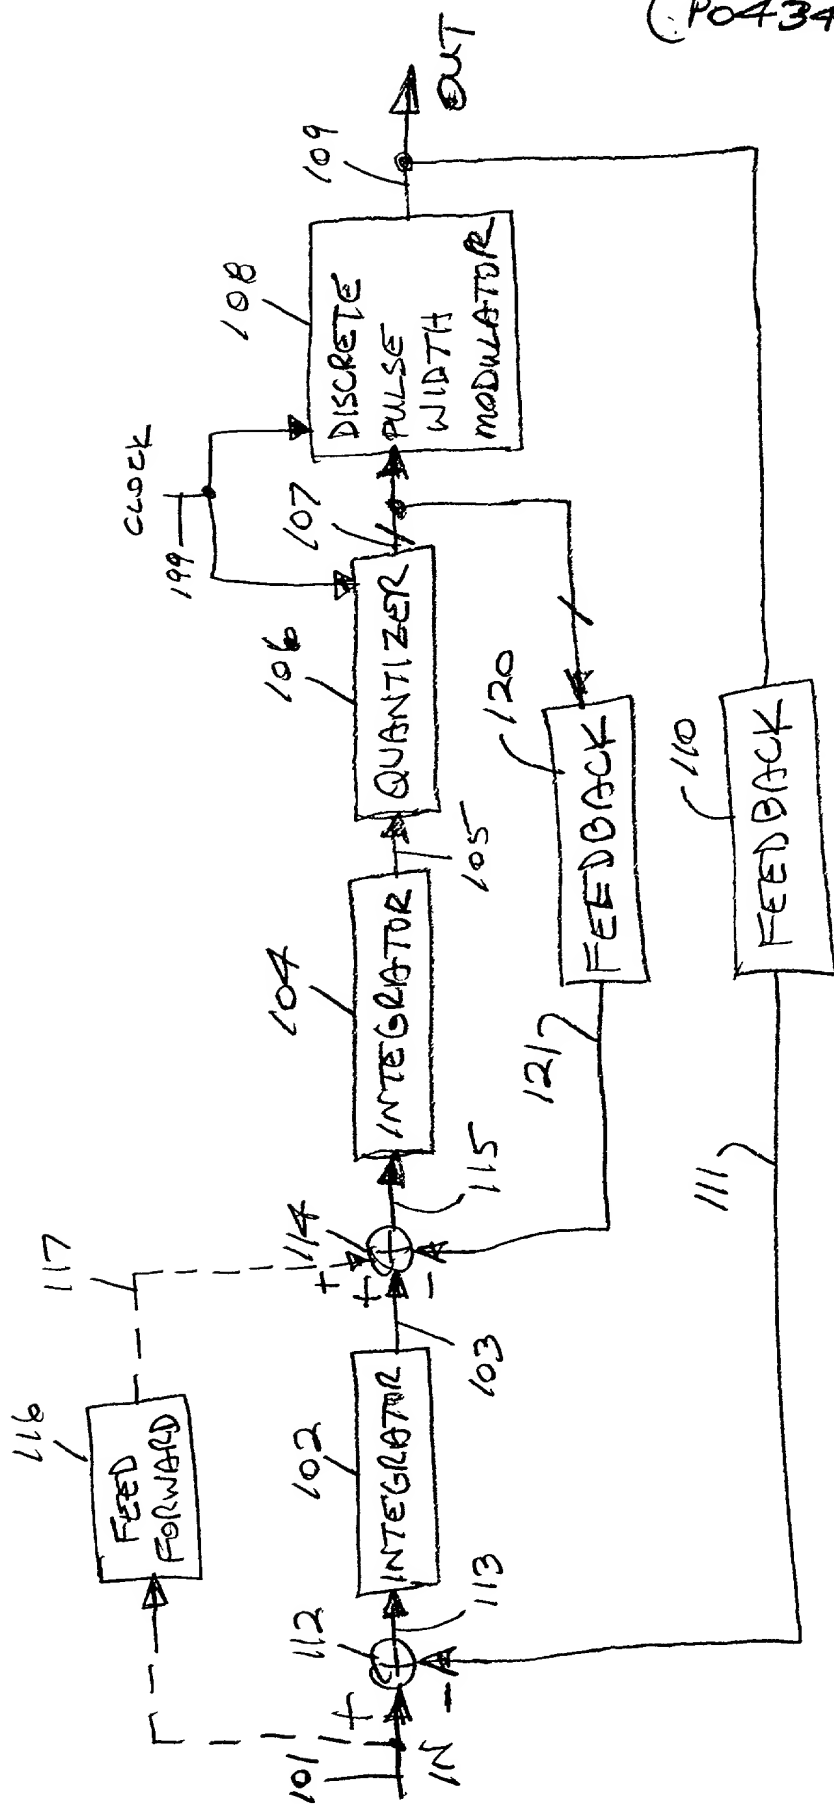 (P0434
117
116
FEED
FORWARD
CLOCK
199
114
104
106
107
108
109
101
IN
+
112
113
-
102
INTEGRATOR
103
+
+
-
115
INTEGRATOR
105
QUANTIZER
DISCRETE
PULSE
WIDTH
MODULATOR
OUT
121
120
FEEDBACK
111
110
FEEDBACK